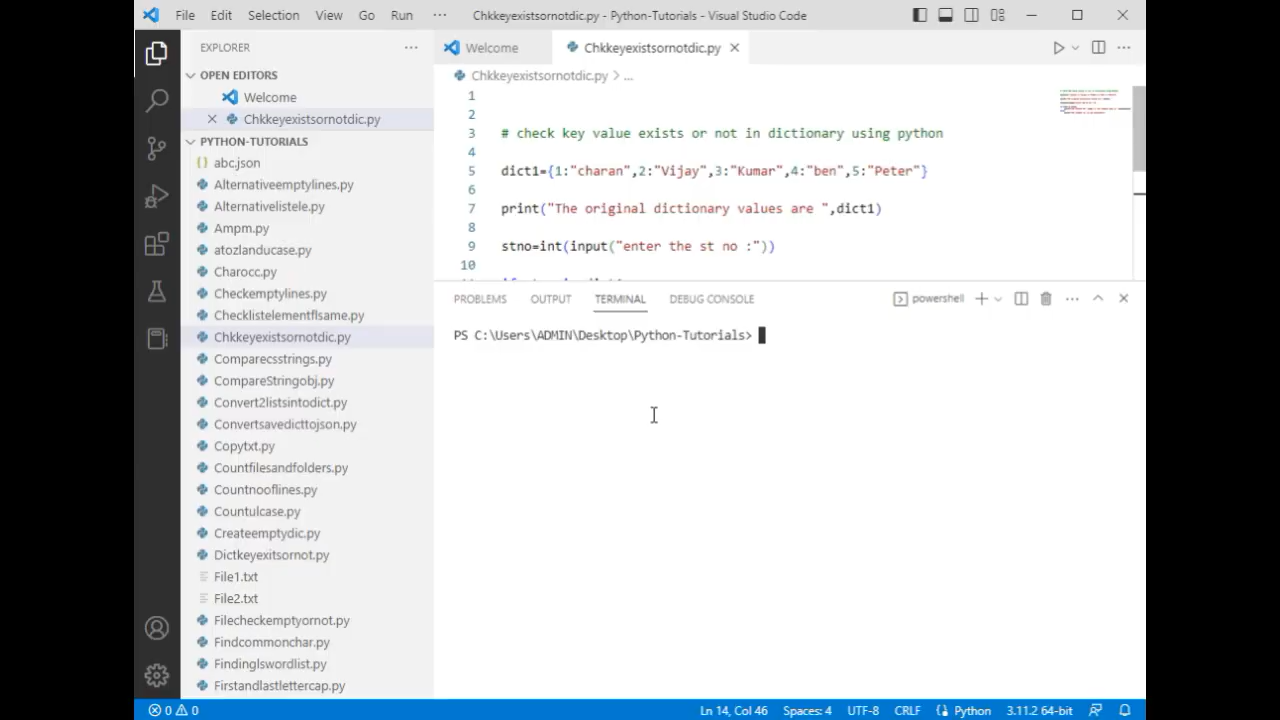 File Edit Selection View Go Run ··· Chkkeyexistsornotdic.py - Python-Tutorials - Visual Studio Code
EXPLORER ···
OPEN EDITORS
Welcome
Chkkeyexistsornotdic.py
PYTHON-TUTORIALS
abc.json
Alternativeemptylines.py
Alternativelistele.py
Ampm.py
atozlanducase.py
Charocc.py
Checkemptylines.py
Checklistelementflsame.py
Chkkeyexistsornotdic.py
Comparecsstrings.py
CompareStringobj.py
Convert2listsintodict.py
Convertsavedicttojson.py
Copytxt.py
Countfilesandfolders.py
Countnooflines.py
Countulcase.py
Createemptydic.py
Dictkeyexitsornot.py
File1.txt
File2.txt
Filecheckemptyornot.py
Findcommonchar.py
Findinglswordlist.py
Firstandlastlettercap.py
Welcome Chkkeyexistsornotdic.py
Chkkeyexistsornotdic.py > ...
1
2
3 # check key value exists or not in dictionary using python
4
5 dict1={1:"charan",2:"Vijay",3:"Kumar",4:"ben",5:"Peter"}
6
7 print("The original dictionary values are ",dict1)
8
9 stno=int(input("enter the st no :"))
10
PROBLEMS OUTPUT TERMINAL DEBUG CONSOLE powershell
PS C:\Users\ADMIN\Desktop\Python-Tutorials>
0 0 Ln 14, Col 46 Spaces: 4 UTF-8 CRLF Python 3.11.2 64-bit